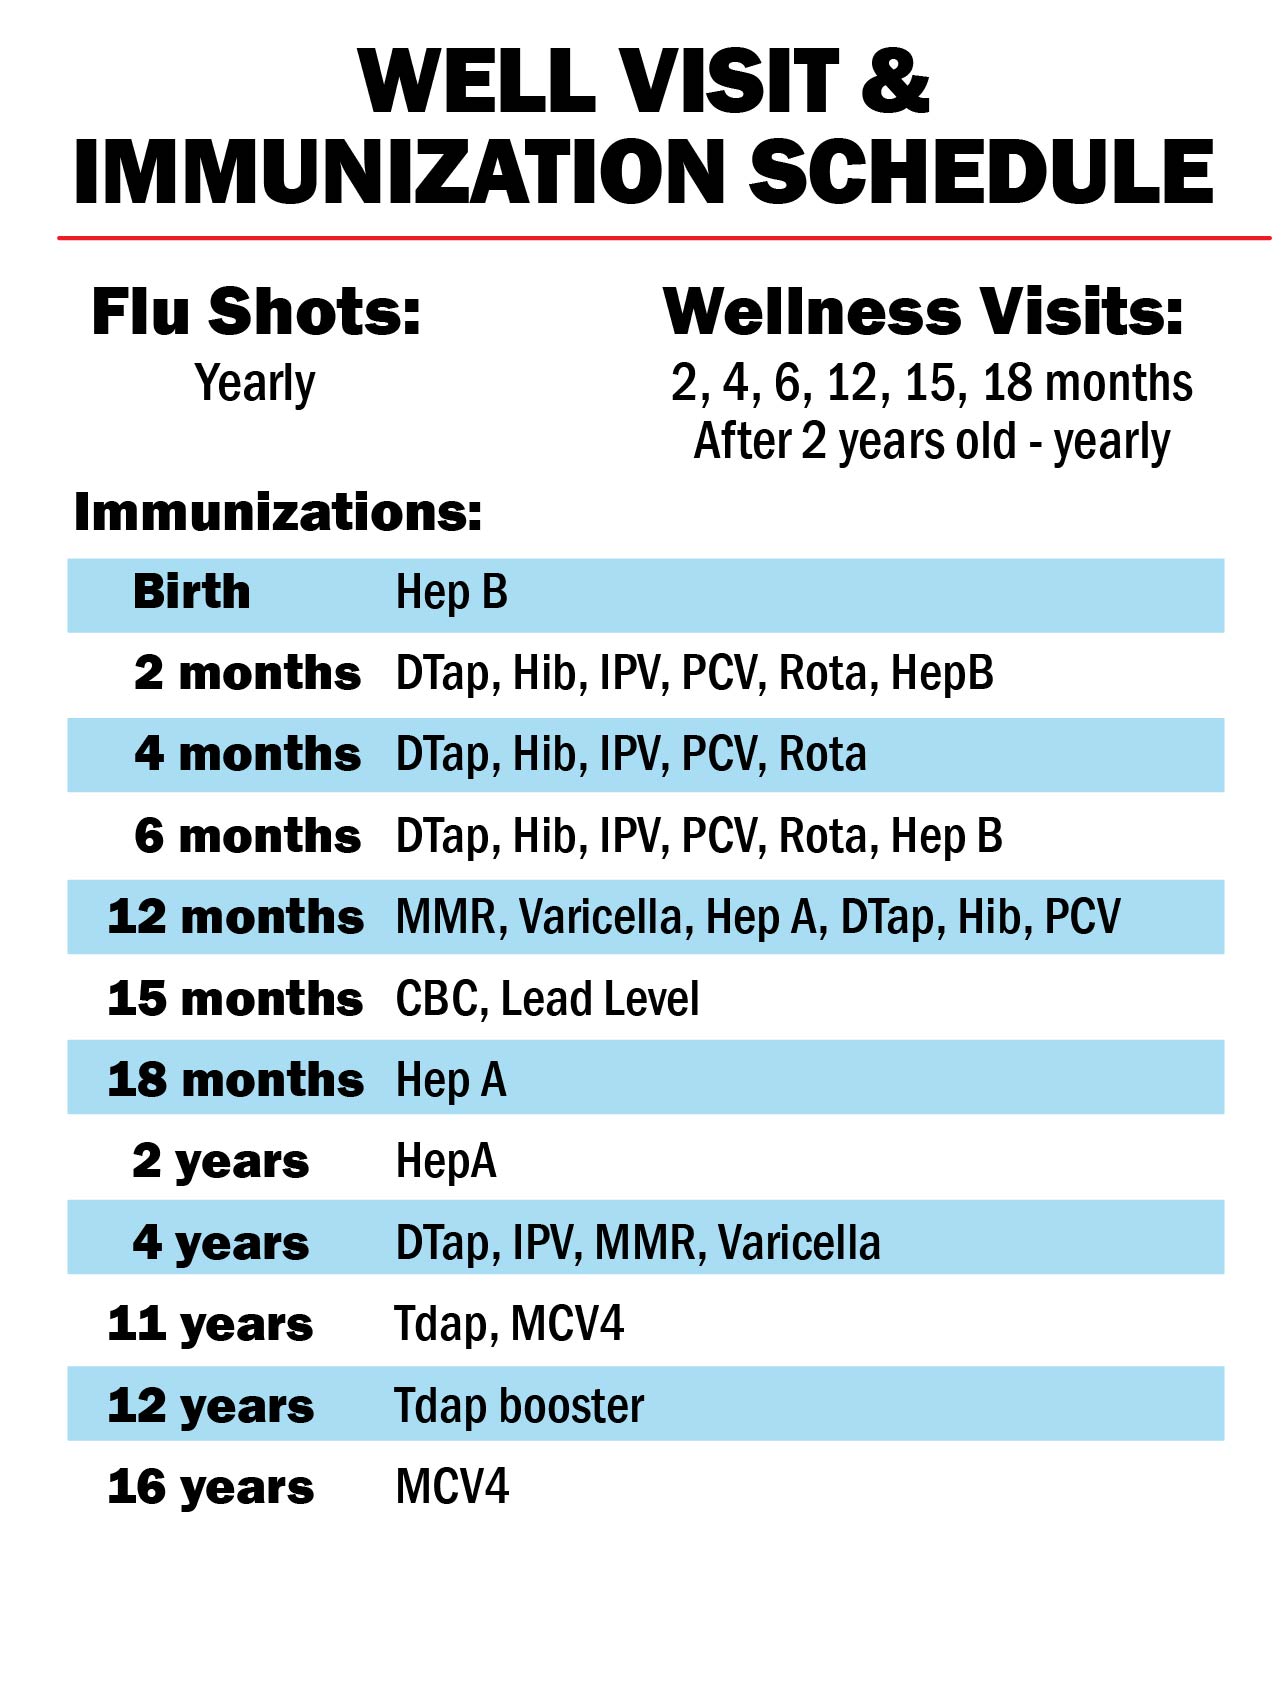 WELL VISIT &
IMMUNIZATION SCHEDULE
Flu Shots:
Yearly
Wellness Visits:
2, 4, 6, 12, 15, 18 months
After 2 years old - yearly
Immunizations:
Birth Hep B
2 months DTap, Hib, IPV, PCV, Rota, HepB
4 months DTap, Hib, IPV, PCV, Rota
6 months DTap, Hib, IPV, PCV, Rota, Hep B
12 months MMR, Varicella, Hep A, DTap, Hib, PCV
15 months CBC, Lead Level
18 months Hep A
2 years HepA
4 years DTap, IPV, MMR, Varicella
11 years Tdap, MCV4
12 years Tdap booster
16 years MCV4